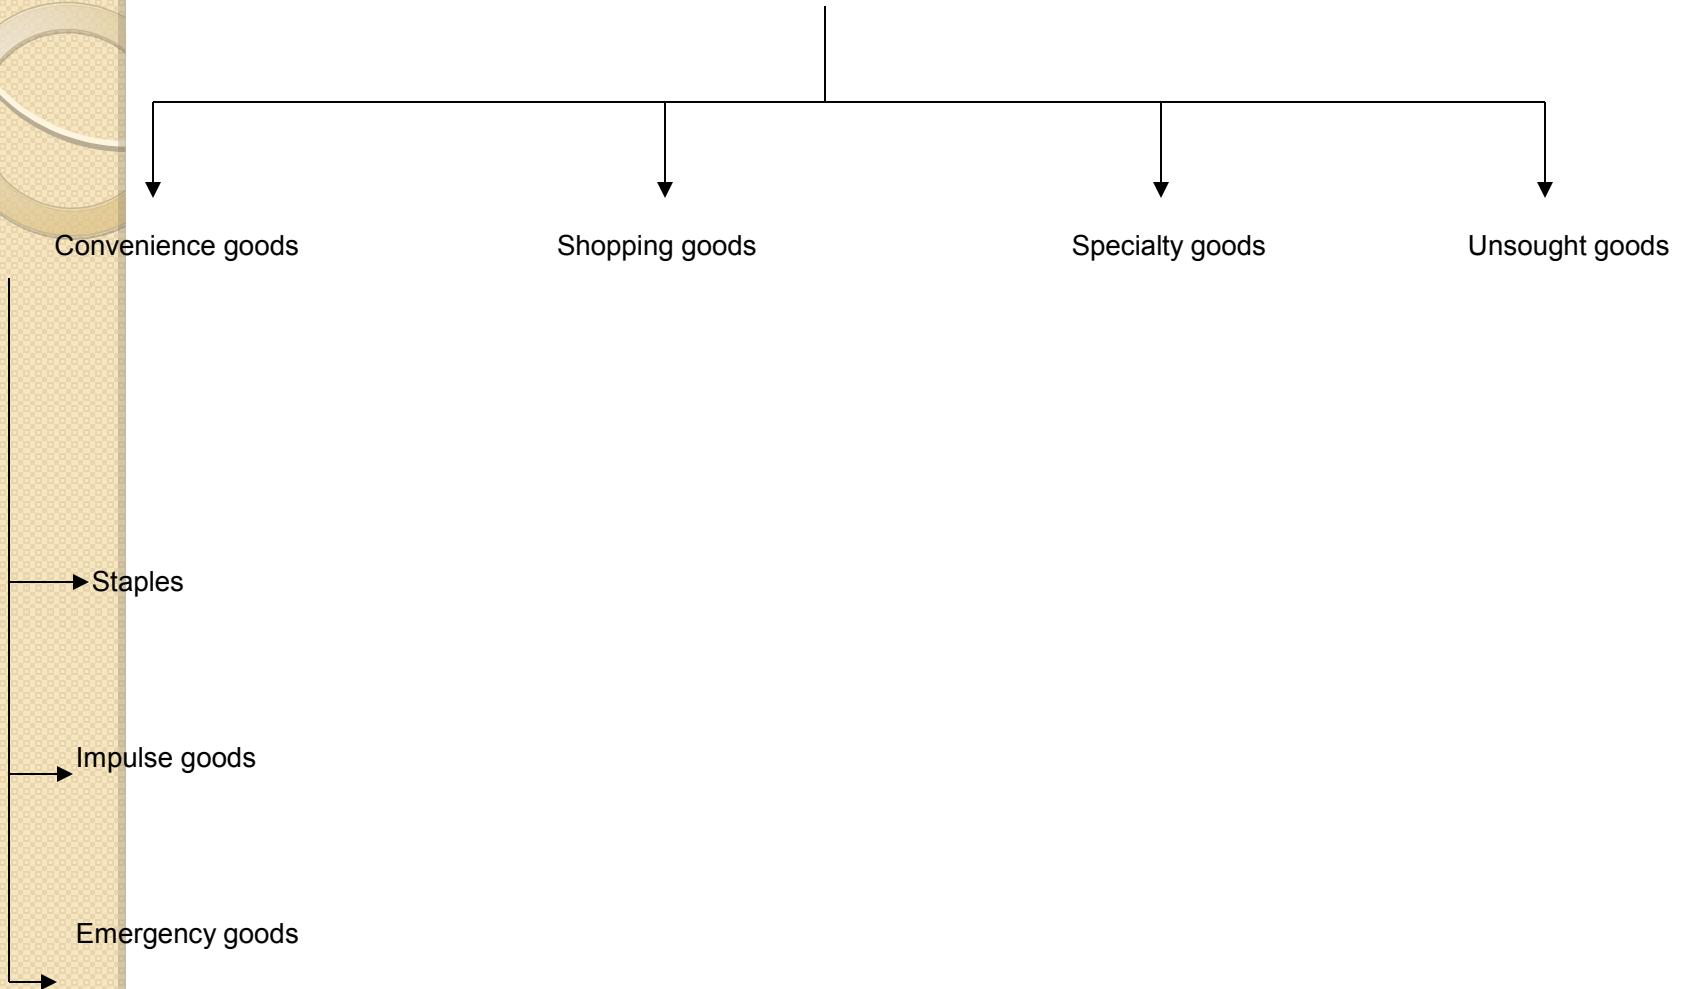 Convenience goods
Shopping goods
Specialty goods
Unsought goods
Staples
Impulse goods
Emergency goods